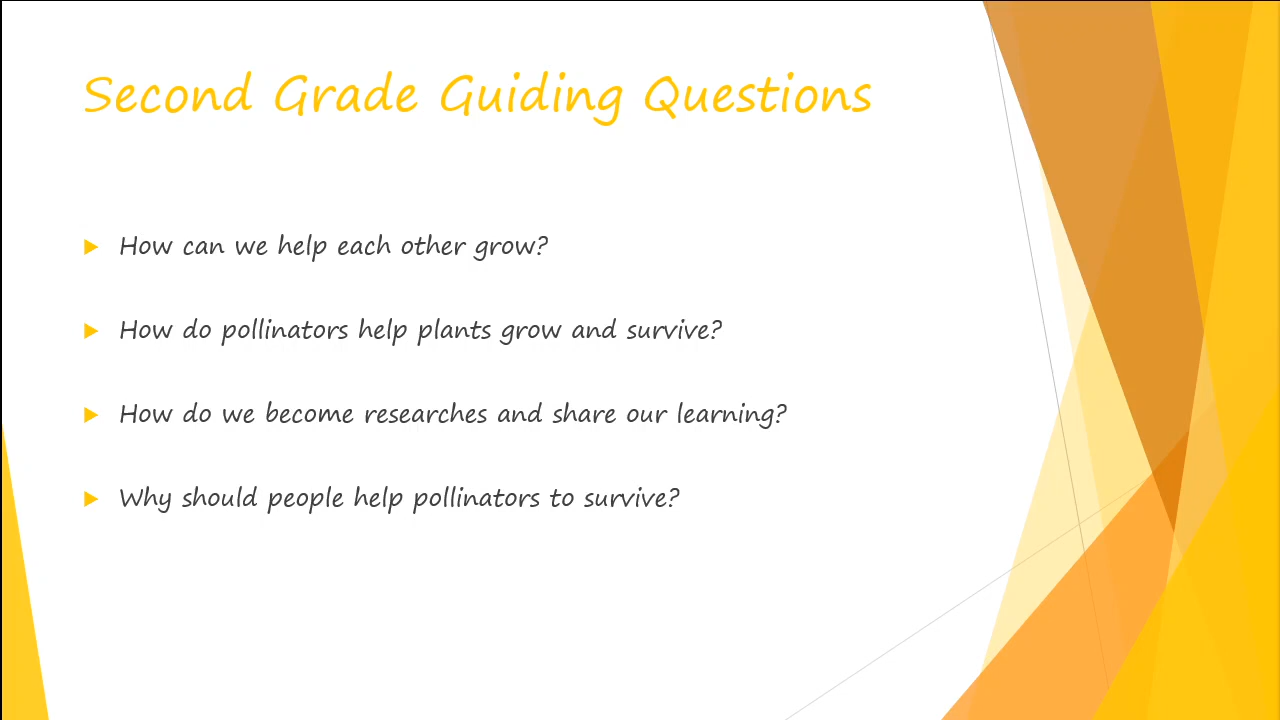 Second Grade Guiding Questions
How can we help each other grow?
How do pollinators help plants grow and survive?
How do we become researches and share our learning?
Why should people help pollinators to survive?